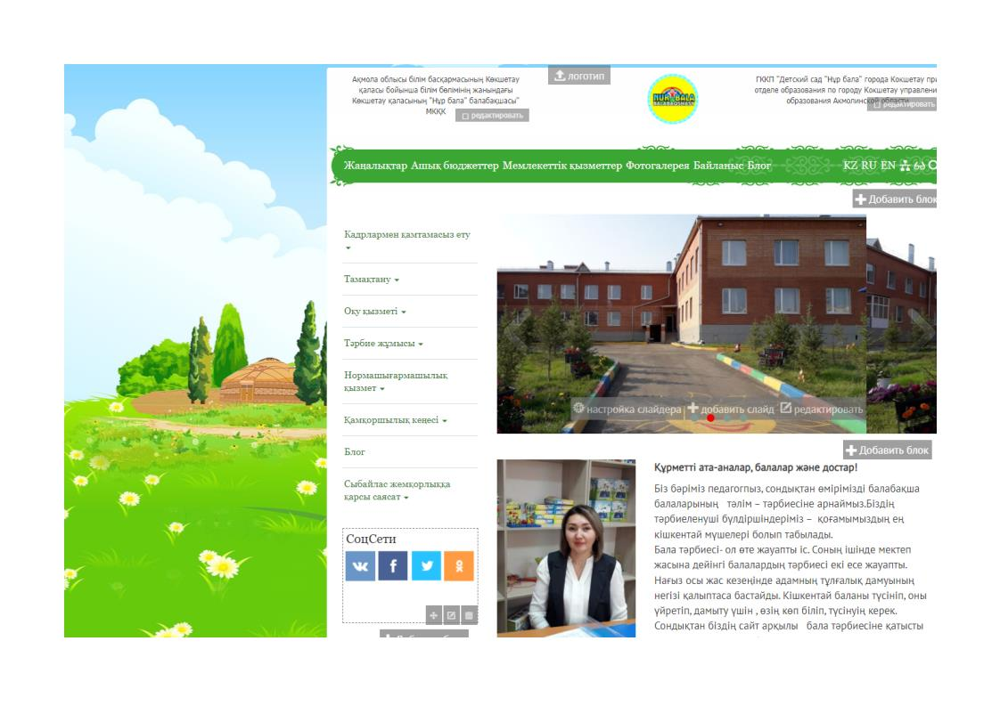 Ақмола облысы білім басқармасының Көкшетау
қаласы бойынша білім бөлімінің жанындағы
Көкшетау қаласының "Нұр бала" балабақшасы"
МКҚК
редактировать
логотип
NUR BALA
ГККП "Детский сад "Нұр бала" города Кокшетау при
отделе образования по городу Кокшетау управлени
образования Акмолинской области
редактировать
Жаңалықтар Ашық бюджеттер Мемлекеттік қызметтер Фотогалерея Байланыс Блог
KZ RU EN
Добавить блок
Кадрлармен қамтамасыз ету
Тамақтану
Оқу қызметі
Тәрбие жұмысы
Нормашығармашылық
қызмет
Қамқоршылық кеңесі
Блог
Сыбайлас жемқорлыққа
қарсы саясат
СоцСети
настройка слайдера добавить слайд редактировать
Добавить блок
Құрметті ата-аналар, балалар және достар!
Біз бәріміз педагогпыз, сондықтан өмірімізді балабақша
балаларының тәлім – тәрбиесіне арнаймыз.Біздің
тәрбиеленуші бүлдіршіндеріміз – қоғамымыздың ең
кішкентай мүшелері болып табылады.
Бала тәрбиесі- ол өте жауапты іс. Соның ішінде мектеп
жасына дейінгі балалардың тәрбиесі екі есе жауапты.
Нағыз осы жас кезеңінде адамның тұлғалық дамуының
негізі қалыптаса бастайды. Кішкентай баланы түсініп, оны
үйретіп, дамыту үшін , өзің көп біліп, түсінуің керек.
Сондықтан біздің сайт арқылы бала тәрбиесіне қатысты